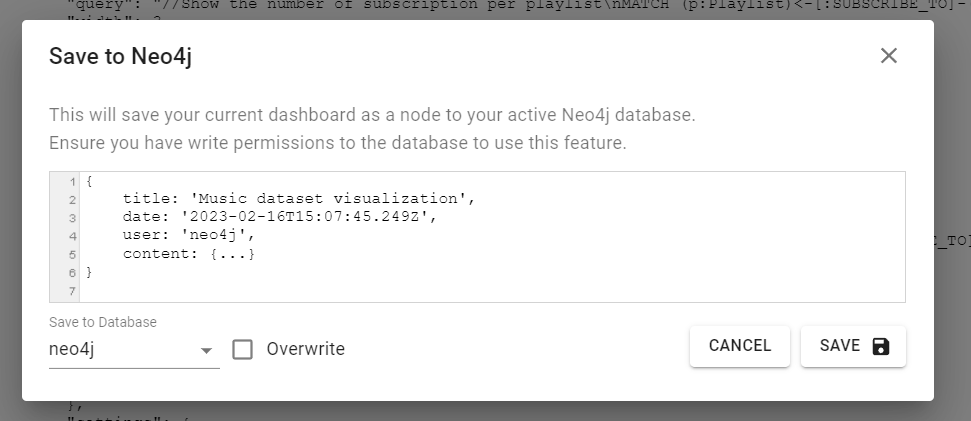 "query": "//Show the number of subscription per playlist\nMATCH (p:Playlist)<-[:SUBSCRIBE_TO]-
Save to Neo4j
This will save your current dashboard as a node to your active Neo4j database.
Ensure you have write permissions to the database to use this feature.
1 {
2 title: 'Music dataset visualization',
3 date: '2023-02-16T15:07:45.249Z',
4 user: 'neo4j',
5 content: {...}
6 }
7
E_TO]
Save to Database
neo4j
Overwrite
CANCEL
SAVE
},